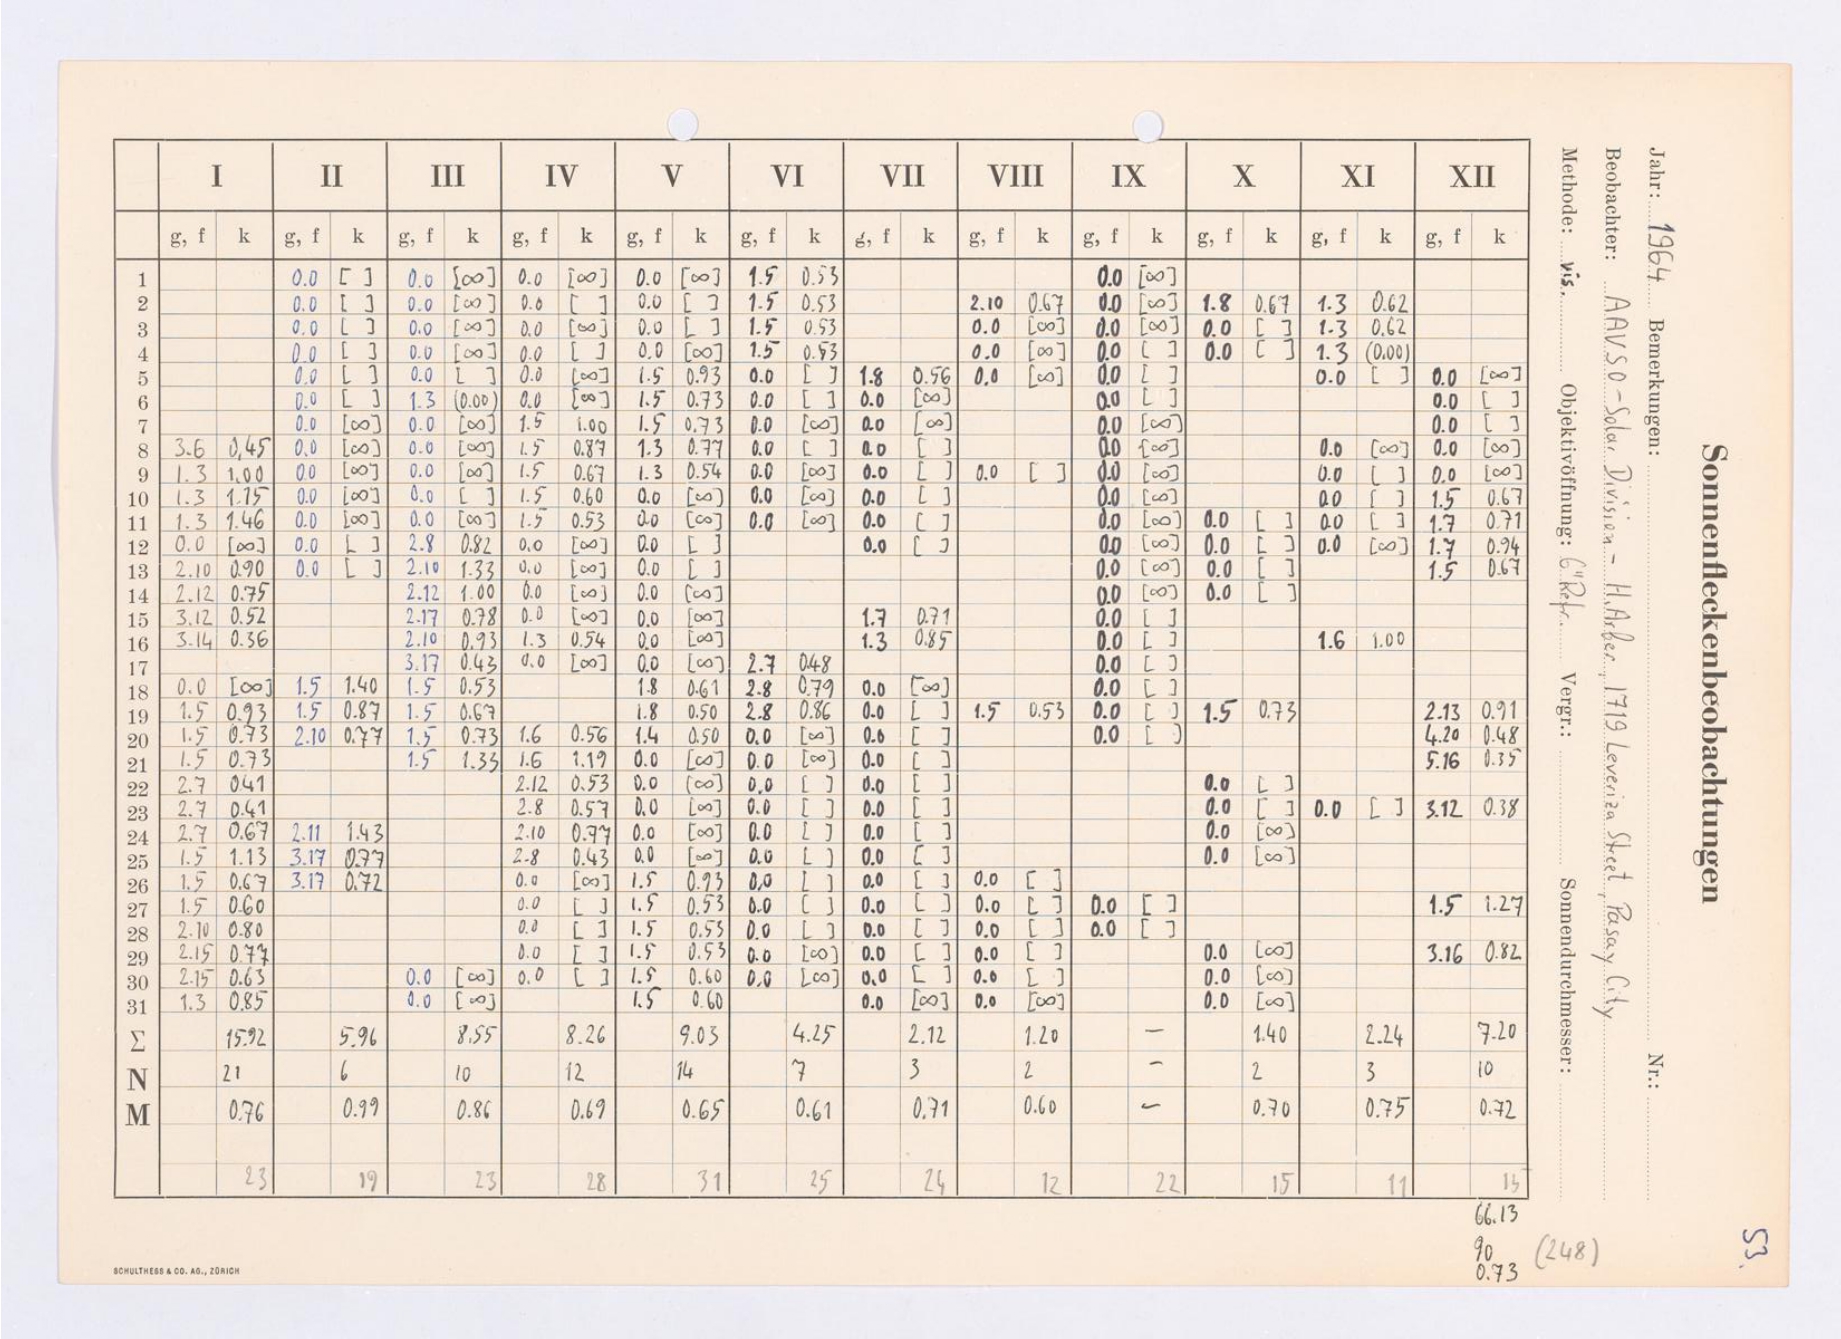 Sonnenfleckenbeobachtungen
Jahr: 1964 Bemerkungen: Nr.:
Beobachter: AAVSO - Solar Division - H. Arber, 1719 Leveriza Street, Pasay City
Methode: vis. Objektivöffnung: 6" Refr. Vergr.: Sonnendurchmesser:
53.
I II III IV V VI VII VIII IX X XI XII
g, f k g, f k g, f k g, f k g, f k g, f k g, f k g, f k g, f k g, f k g, f k g, f k
1 0.0 [ ] 0.0 [∞] 0.0 [∞] 0.0 [∞] 1.5 0.53 0.0 [∞]
2 0.0 [ ] 0.0 [∞] 0.0 [ ] 0.0 [ ] 1.5 0.53 2.10 0.67 0.0 [∞] 1.8 0.67 1.3 0.62
3 0.0 [ ] 0.0 [∞] 0.0 [∞] 0.0 [ ] 1.5 0.53 0.0 [∞] 0.0 [∞] 0.0 [ ] 1.3 0.62
4 0.0 [ ] 0.0 [∞] 0.0 [ ] 0.0 [∞] 1.5 0.53 0.0 [∞] 0.0 [ ] 0.0 [ ] 1.3 (0.00)
5 0.0 [ ] 0.0 [ ] 0.0 [∞] 1.5 0.93 0.0 [ ] 1.8 0.56 0.0 [∞] 0.0 [ ] 0.0 [ ] 0.0 [∞]
6 0.0 [ ] 1.3 (0.00) 0.0 [∞] 1.5 0.73 0.0 [ ] 0.0 [∞] 0.0 [ ] 0.0 [ ]
7 0.0 [∞] 0.0 [∞] 1.5 1.00 1.5 0.73 0.0 [∞] 0.0 [∞] 0.0 [∞] 0.0 [ ]
8 3.6 0.45 0.0 [∞] 0.0 [∞] 1.5 0.87 1.3 0.77 0.0 [ ] 0.0 [ ] 0.0 [∞] 0.0 [∞] 0.0 [∞]
9 1.3 1.00 0.0 [∞] 0.0 [∞] 1.5 0.67 1.3 0.54 0.0 [∞] 0.0 [ ] 0.0 [ ] 0.0 [∞] 0.0 [ ] 0.0 [∞]
10 1.3 1.15 0.0 [∞] 0.0 [ ] 1.5 0.60 0.0 [∞] 0.0 [∞] 0.0 [ ] 0.0 [∞] 0.0 [ ] 1.5 0.67
11 1.3 1.46 0.0 [∞] 0.0 [∞] 1.5 0.53 0.0 [∞] 0.0 [∞] 0.0 [ ] 0.0 [∞] 0.0 [ ] 0.0 [ ] 1.7 0.71
12 0.0 [∞] 0.0 [ ] 2.8 0.82 0.0 [∞] 0.0 [ ] 0.0 [ ] 0.0 [∞] 0.0 [ ] 0.0 [∞] 1.7 0.94
13 2.10 0.90 0.0 [ ] 2.10 1.33 0.0 [∞] 0.0 [ ] 0.0 [∞] 0.0 [ ] 1.5 0.67
14 2.12 0.75 2.12 1.00 0.0 [∞] 0.0 [∞] 0.0 [∞] 0.0 [ ]
15 3.12 0.52 2.17 0.78 0.0 [∞] 0.0 [∞] 1.7 0.71 0.0 [ ]
16 3.14 0.36 2.10 0.93 1.3 0.54 0.0 [∞] 1.3 0.85 0.0 [ ] 1.6 1.00
17 3.17 0.43 0.0 [∞] 0.0 [∞] 2.7 0.48 0.0 [ ]
18 0.0 [∞] 1.5 1.40 1.5 0.53 1.8 0.61 2.8 0.79 0.0 [∞] 0.0 [ ]
19 1.5 0.93 1.5 0.87 1.5 0.67 1.8 0.50 2.8 0.86 0.0 [ ] 1.5 0.53 0.0 [ ] 1.5 0.73 2.13 0.91
20 1.5 0.73 2.10 0.77 1.5 0.73 1.6 0.56 1.4 0.50 0.0 [∞] 0.0 [ ] 0.0 [ ] 4.20 0.48
21 1.5 0.73 1.5 1.33 1.6 1.19 0.0 [∞] 0.0 [∞] 0.0 [ ] 5.16 0.35
22 2.7 0.41 2.12 0.53 0.0 [∞] 0.0 [ ] 0.0 [ ] 0.0 [ ]
23 2.7 0.41 2.8 0.57 0.0 [∞] 0.0 [ ] 0.0 [ ] 0.0 [ ] 0.0 [ ] 3.12 0.38
24 2.7 0.67 2.11 1.43 2.10 0.77 0.0 [∞] 0.0 [ ] 0.0 [ ] 0.0 [∞]
25 1.5 1.13 3.17 0.77 2.8 0.43 0.0 [∞] 0.0 [ ] 0.0 [ ] 0.0 [∞]
26 1.5 0.67 3.17 0.72 0.0 [∞] 1.5 0.93 0.0 [ ] 0.0 [ ] 0.0 [ ]
27 1.5 0.60 0.0 [ ] 1.5 0.53 0.0 [ ] 0.0 [ ] 0.0 [ ] 0.0 [ ] 1.5 1.27
28 2.10 0.80 0.0 [ ] 1.5 0.53 0.0 [ ] 0.0 [ ] 0.0 [ ] 0.0 [ ]
29 2.15 0.77 0.0 [ ] 1.5 0.53 0.0 [∞] 0.0 [ ] 0.0 [ ] 0.0 [∞] 3.16 0.82
30 2.15 0.63 0.0 [∞] 0.0 [ ] 1.5 0.60 0.0 [∞] 0.0 [ ] 0.0 [ ] 0.0 [∞]
31 1.3 0.85 0.0 [∞] 1.5 0.60 0.0 [∞] 0.0 [∞] 0.0 [∞]
Σ 15.92 5.96 8.55 8.26 9.03 4.25 2.12 1.20 – 1.40 2.24 7.20
N 21 6 10 12 14 7 3 2 – 2 3 10
M 0.76 0.99 0.86 0.69 0.65 0.61 0.71 0.60 – 0.70 0.75 0.72
23 19 23 28 31 25 24 12 22 15 11 15
66.13
90 (248)
0.73
SCHULTHESS & CO. AG., ZÜRICH